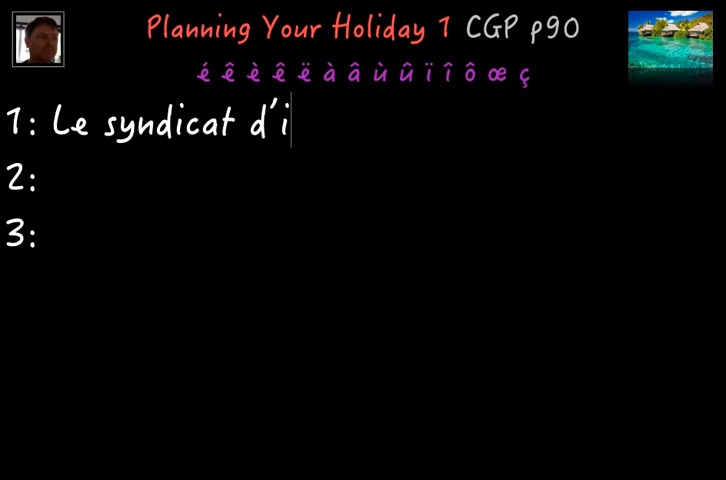 Planning Your Holiday 1 CGP p90
é ê è ê ë à â ù û ï î ô œ ç
1: Le syndicat d'i
2:
3: